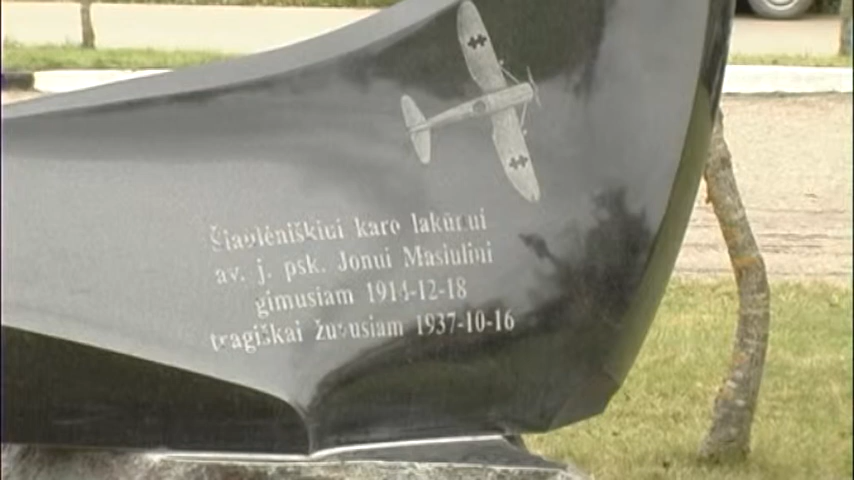 Šiaulėniškiui karo lakūnui
av. j. psk. Jonui Masiuliui
gimusiam 1914-12-18
tragiškai žuvusiam 1937-10-16